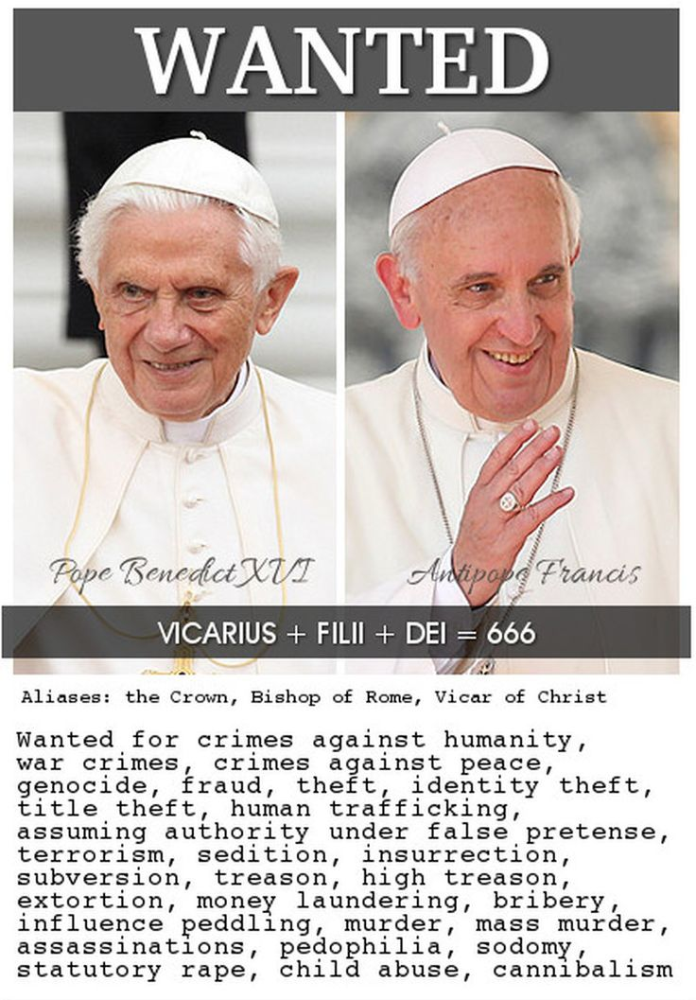 WANTED
Pope Benedict XVI
Antipope Francis
VICARIUS + FILII + DEI = 666
Aliases: the Crown, Bishop of Rome, Vicar of Christ
Wanted for crimes against humanity,
war crimes, crimes against peace,
genocide, fraud, theft, identity theft,
title theft, human trafficking,
assuming authority under false pretense,
terrorism, sedition, insurrection,
subversion, treason, high treason,
extortion, money laundering, bribery,
influence peddling, murder, mass murder,
assassinations, pedophilia, sodomy,
statutory rape, child abuse, cannibalism